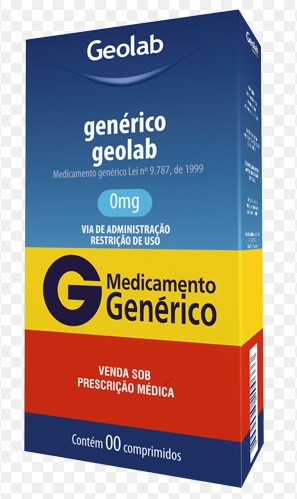 Geolab
genérico
geolab
Medicamento genérico Lei nº 9.787, de 1999
0mg
VIA DE ADMINISTRAÇÃO
RESTRIÇÃO DE USO
G Medicamento
Genérico
VENDA SOB
PRESCRIÇÃO MÉDICA
Contém 00 comprimidos